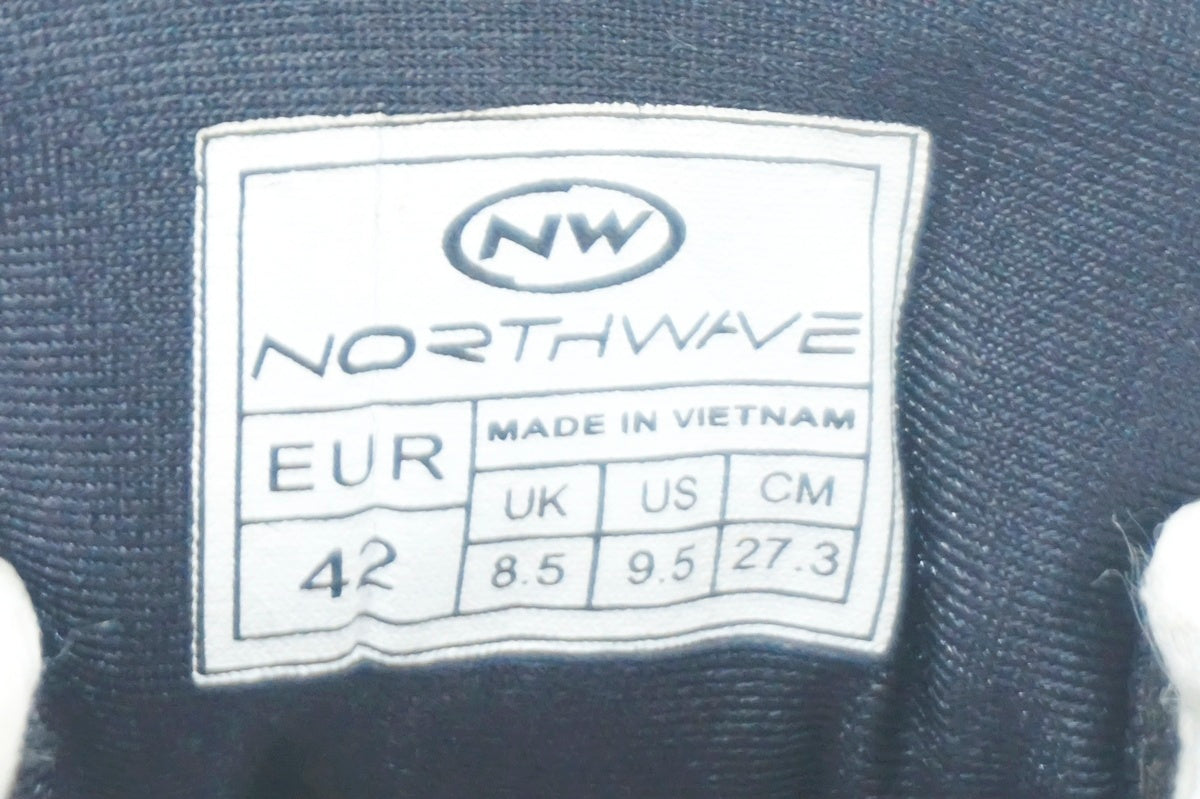 NW
NORTHWAVE
EUR MADE IN VIETNAM
UK US CM
42 8.5 9.5 27.3